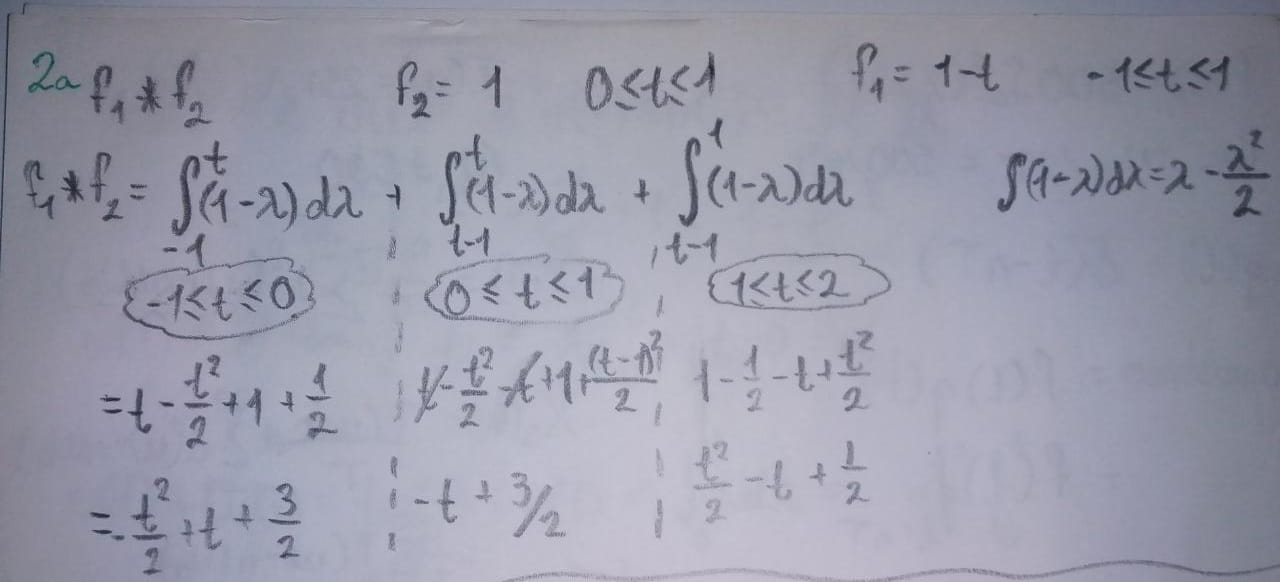 2a f₁ * f₂ f₂ = 1 0≤t≤1 f₁ = 1-t -1≤t≤1
f₁ * f₂ = ∫₋₁ᵗ (1-λ) dλ + ∫ₜ₋₁ᵗ (1-λ) dλ + ∫ₜ₋₁¹ (1-λ) dλ ∫(1-λ) dλ = λ - λ²/2
-1≤t≤0 0≤t≤1 1≤t≤2
= t - t²/2 + 1 + 1/2 t - t²/2 - t + 1 + (t-1)²/2 1 - 1/2 - t + t²/2
= - t²/2 + t + 3/2 -t + 3/2 t²/2 - t + 1/2